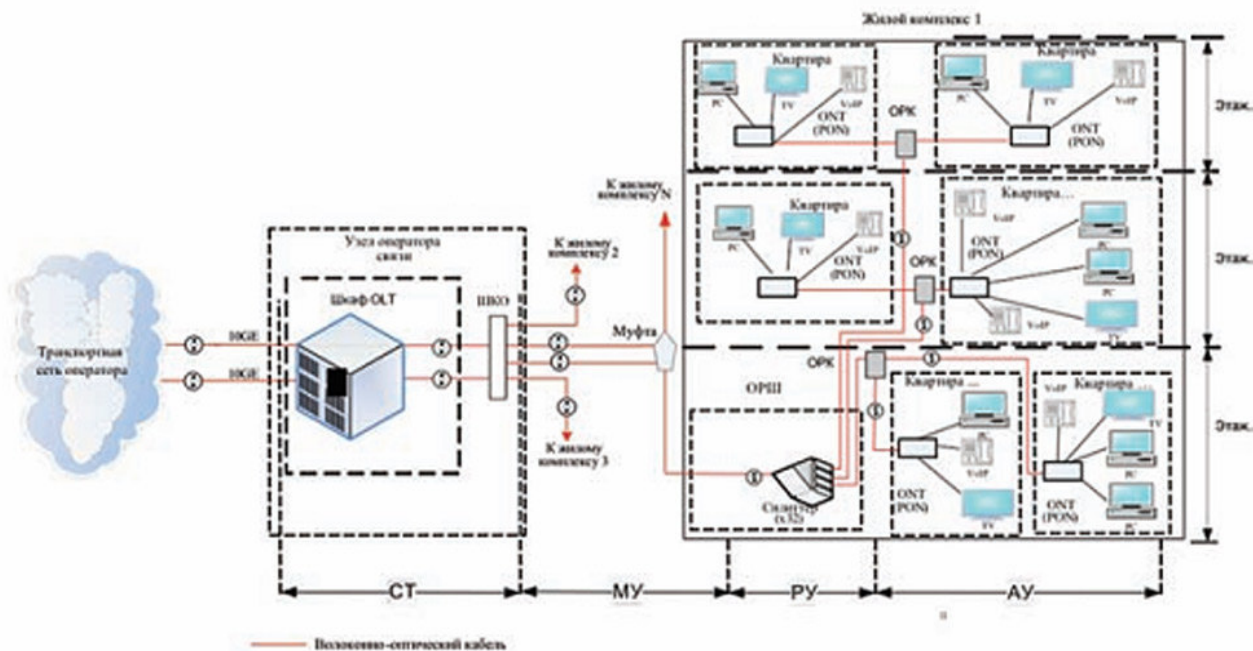 Жилой комплекс 1
Квартира
PC
TV
VoIP
ONT
(PON)
ОРК
Квартира
PC
TV
VoIP
ONT
(PON)
Этаж.
К жилому
комплексу N
Квартира
PC
TV
VoIP
ONT
(PON)
ОРК
Квартира...
VoIP
ONT
(PON)
PC
PC
VoIP
Этаж.
Узел оператора
связи
Шкаф OLT
ШКО
К жилому
комплексу 2
Муфта
Транспортная
сеть оператора
К жилому
комплексу 3
ОРШ
Сплиттер
(x32)
ОРК
Квартира ...
PC
VoIP
TV
ONT
(PON)
Квартира ...
VoIP
TV
PC
PC
ONT
(PON)
Этаж.
СТ
МУ
РУ
АУ
Волоконно-оптический кабель